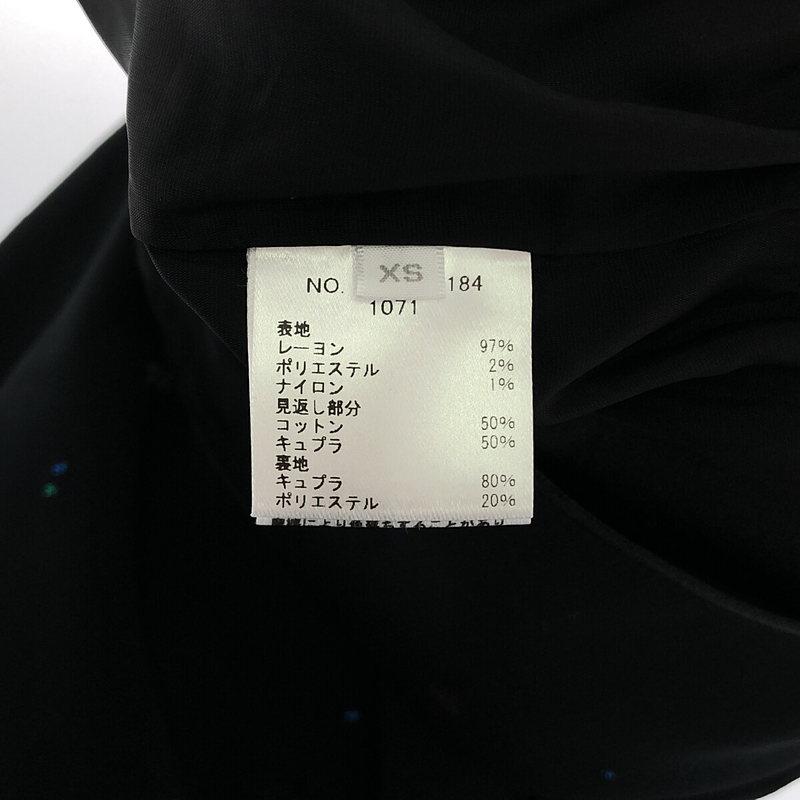 XS
NO. 184
1071
表地
レーヨン 97%
ポリエステル 2%
ナイロン 1%
見返し部分
コットン 50%
キュプラ 50%
裏地
キュプラ 80%
ポリエステル 20%